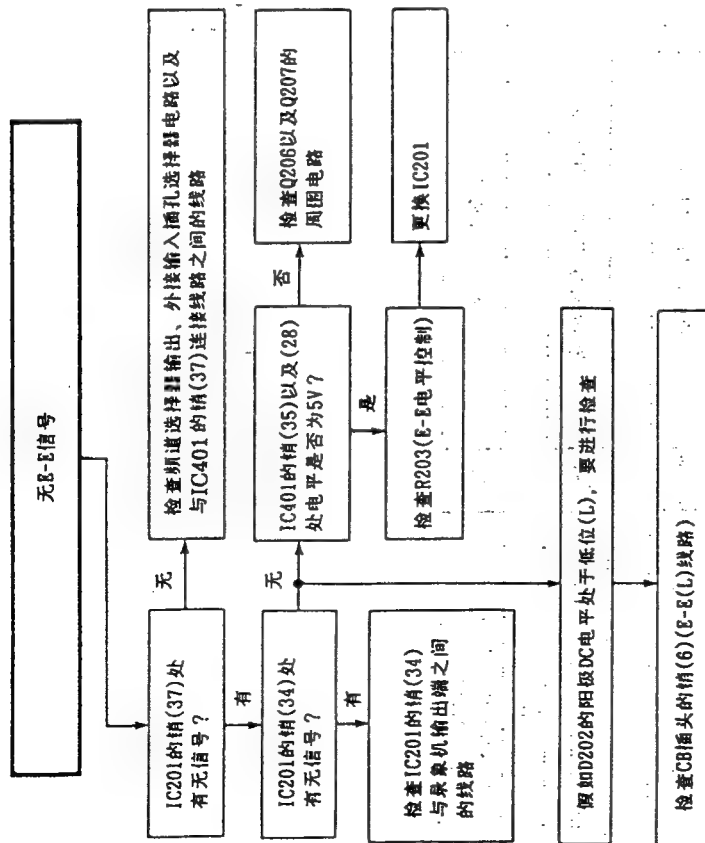 无E-E信号
IC201的销(37)处
有无信号？
无
检查频道选择器输出、外接输入插孔选择器电路以及
与IC401的销(37)连接线路之间的线路
有
IC201的销(34)处
有无信号？
无
IC401的销(35)以及(28)
处电平是否为5V？
否
检查Q206以及Q207的
周围电路
有
是
检查IC201的销(34)
与录象机输出端之间
的线路
检查R203(E-E电平控制)
更换IC201
假如D202的阳极DC电平处于低位(L)，要进行检查
检查CB插头的销(6)(E-E(L)线路)